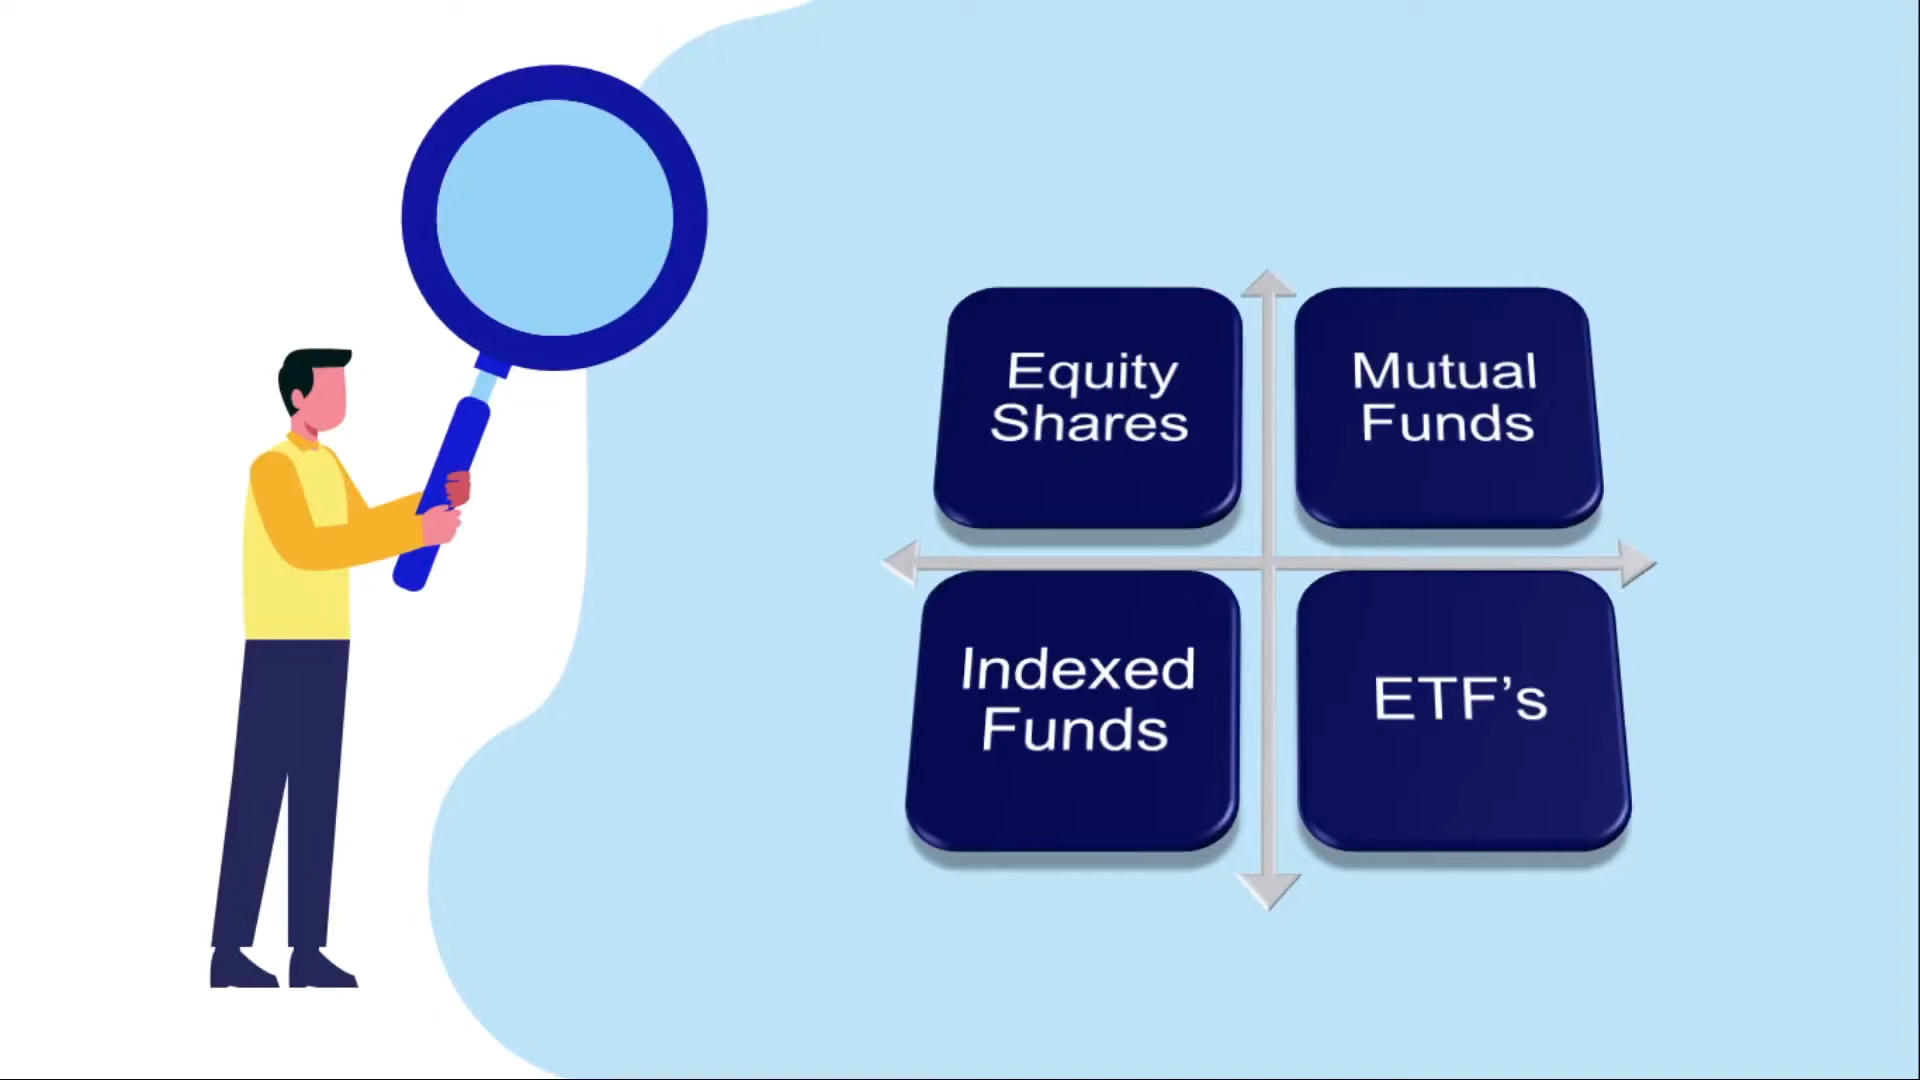 Equity
Shares
Mutual
Funds
Indexed
Funds
ETF’s